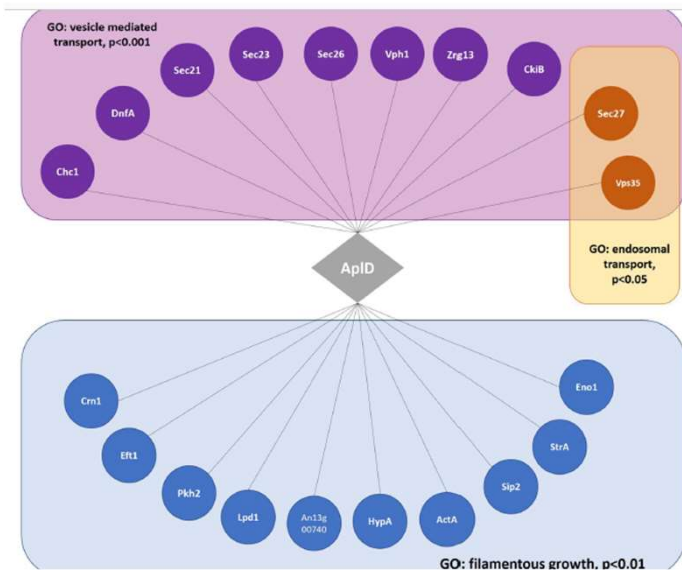 GO: vesicle mediated
transport, p<0.001
Sec21
Sec23
Sec26
Vph1
Zrg13
CkiB
DnfA
Sec27
Chc1
Vps35
GO: endosomal
transport,
p<0.05
AplD
Crn1
Eno1
Eft1
StrA
Pkh2
Sip2
Lpd1
An13g
00740
HypA
ActA
GO: filamentous growth, p<0.01